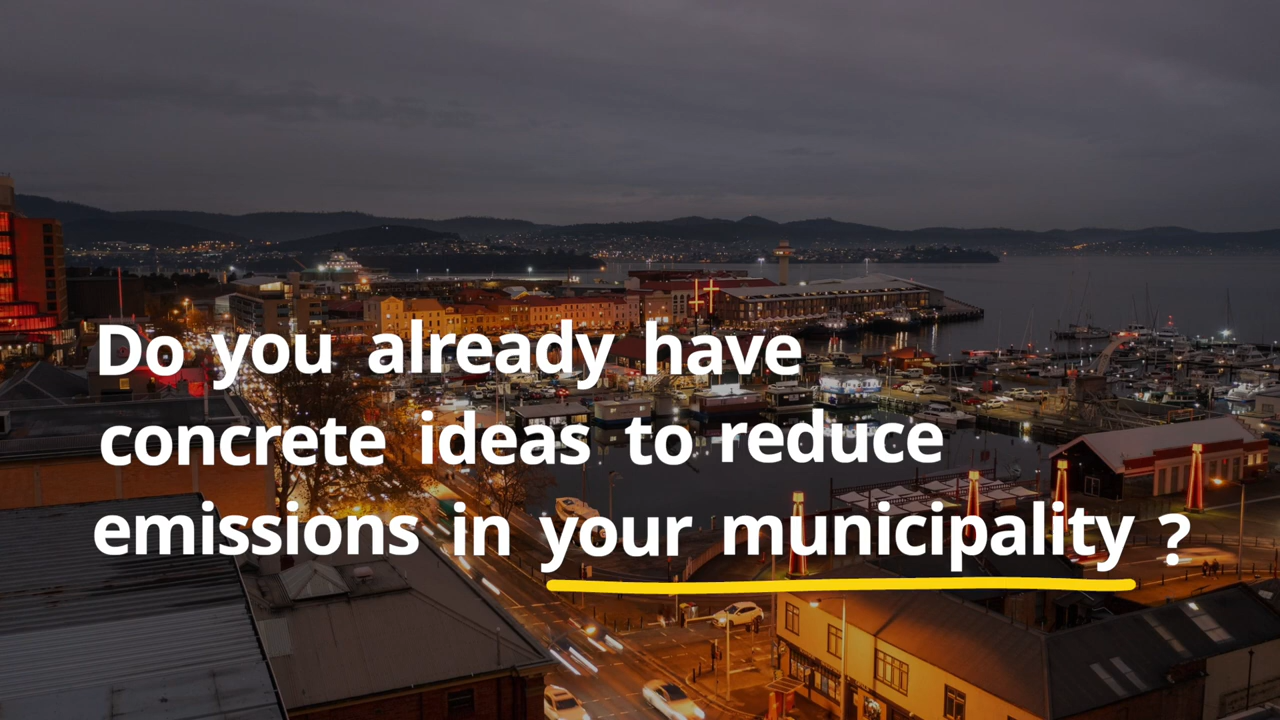 Do you already have
concrete ideas to reduce
emissions in your municipality ?